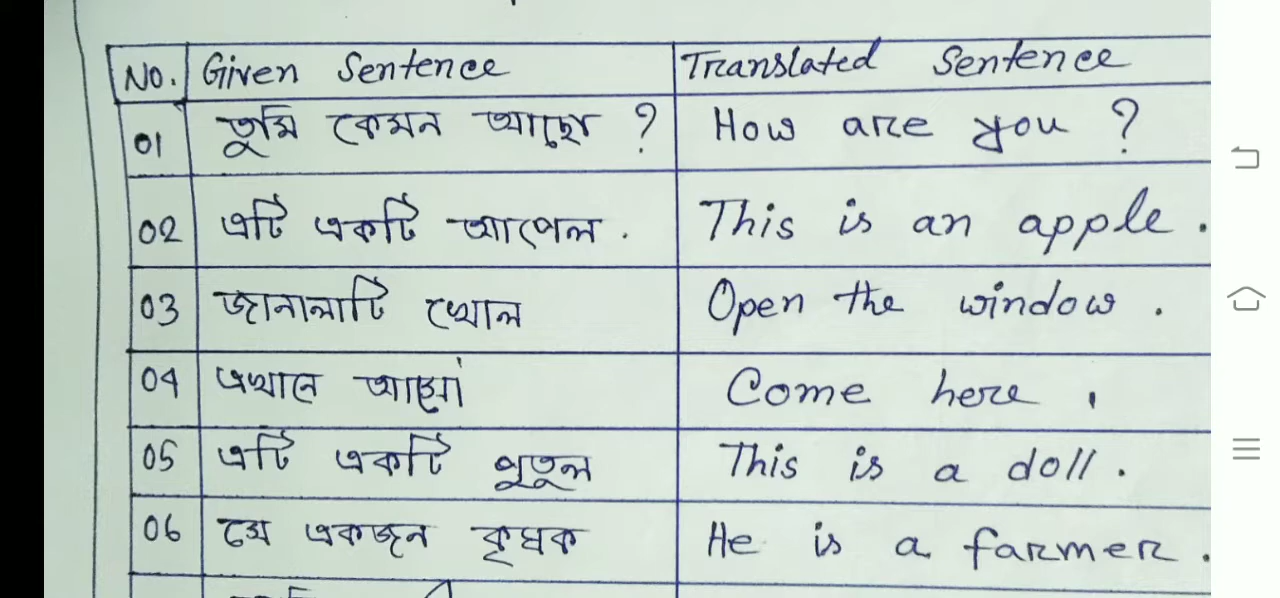 No. Given Sentence Translated Sentence
01 তুমি কেমন আছো ? How are you ?
02 এটি একটি আপেল . This is an apple .
03 জানালাটি খোল Open the window .
04 এখানে আসো Come here .
05 এটি একটি পুতুল This is a doll .
06 সে একজন কৃষক He is a farmer .